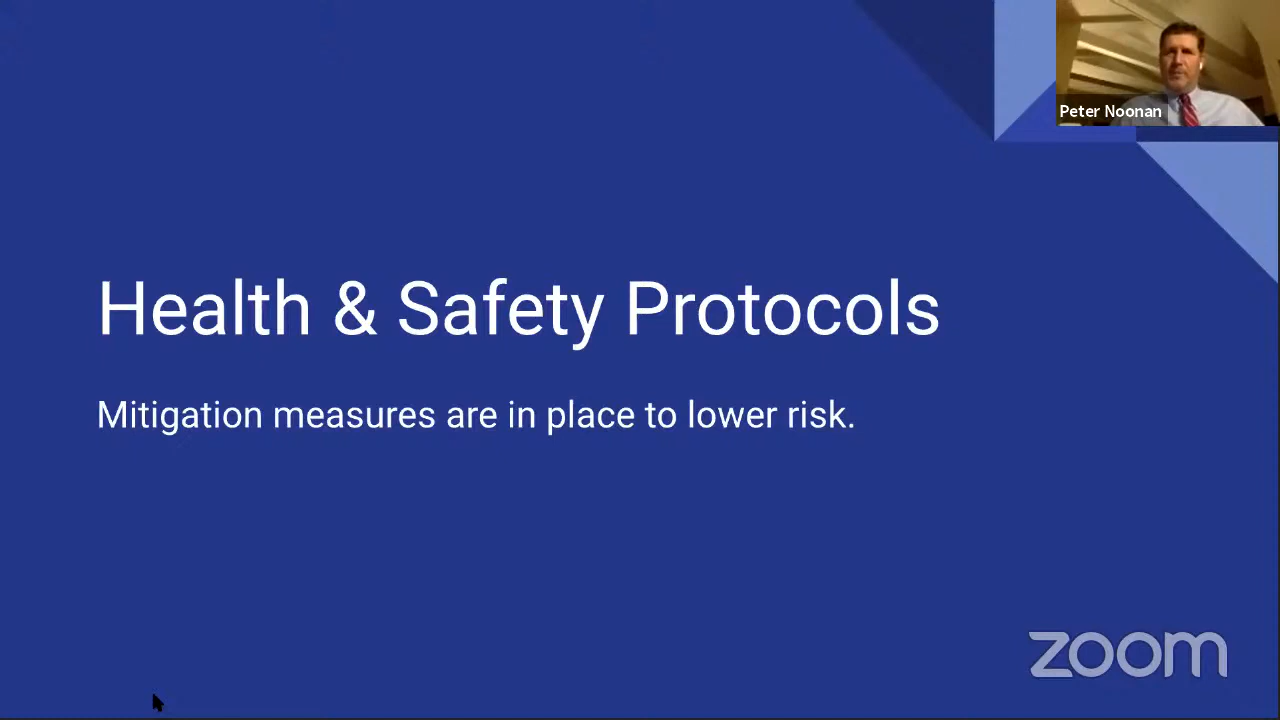 Peter Noonan
Health & Safety Protocols
Mitigation measures are in place to lower risk.
zoom